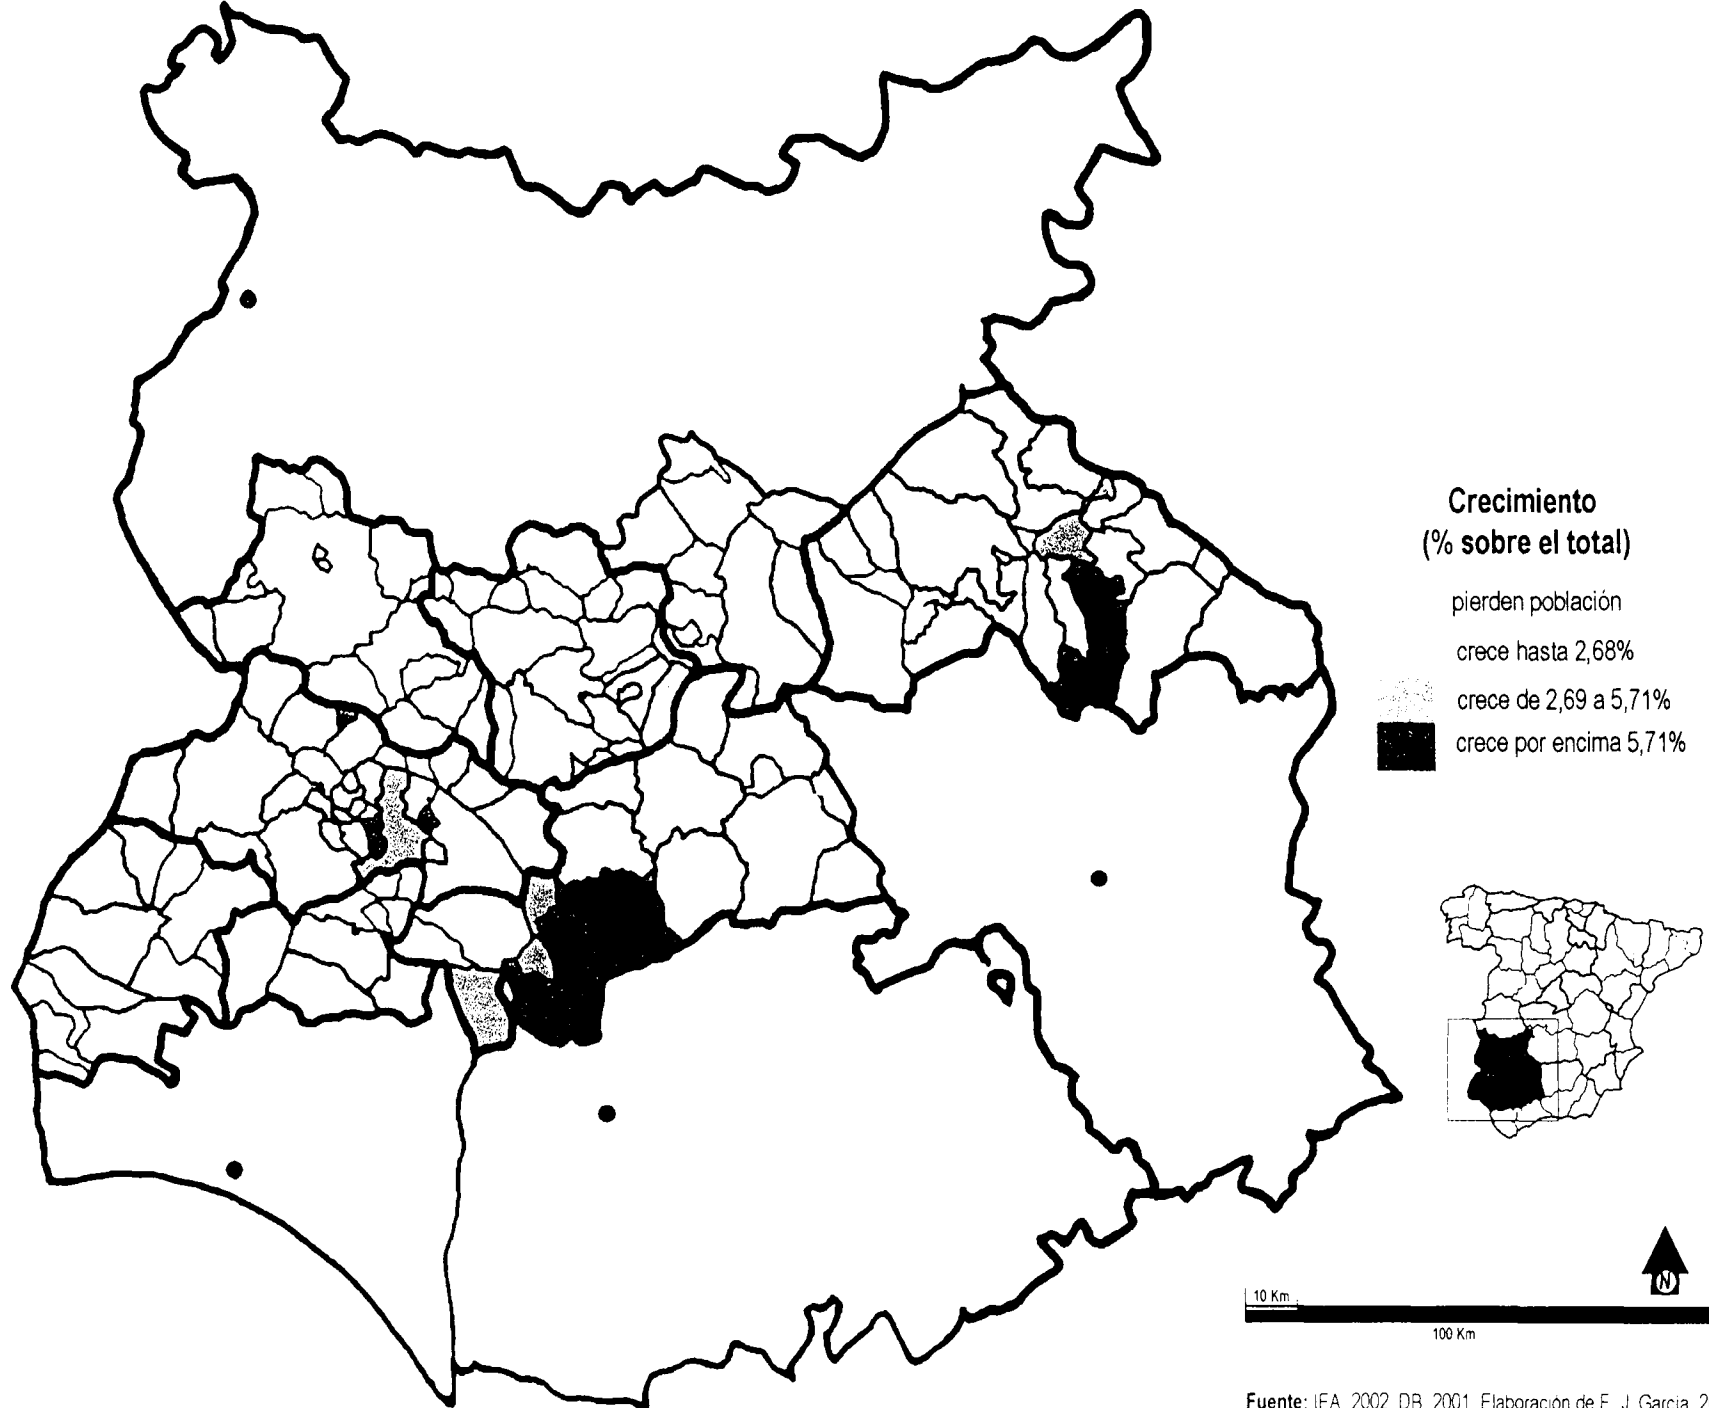 Crecimiento
(% sobre el total)
pierden población
crece hasta 2,68%
crece de 2,69 a 5,71%
crece por encima 5,71%
N
10 Km
100 Km
Fuente: IEA, 2002, DB, 2001. Elaboración de F. J. García, 2